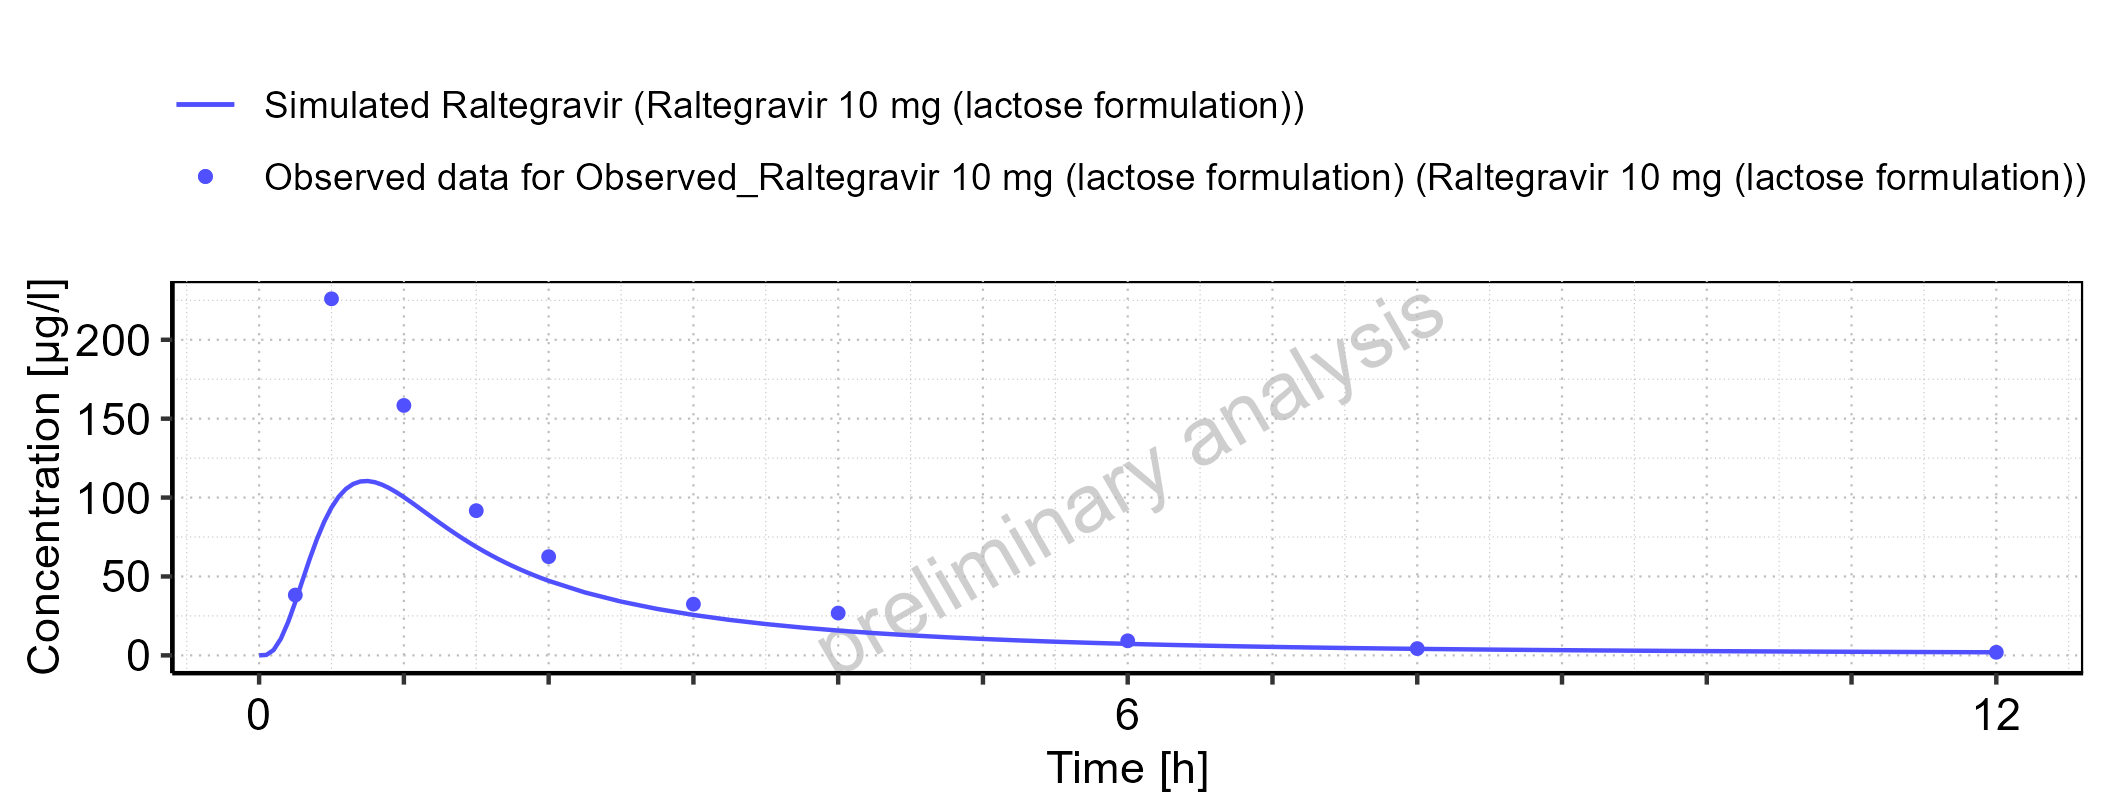 Simulated Raltegravir (Raltegravir 10 mg (lactose formulation))
Observed data for Observed_Raltegravir 10 mg (lactose formulation) (Raltegravir 10 mg (lactose formulation))
Concentration [µg/l]
200
150
100
50
0
preliminary analysis
0
6
12
Time [h]